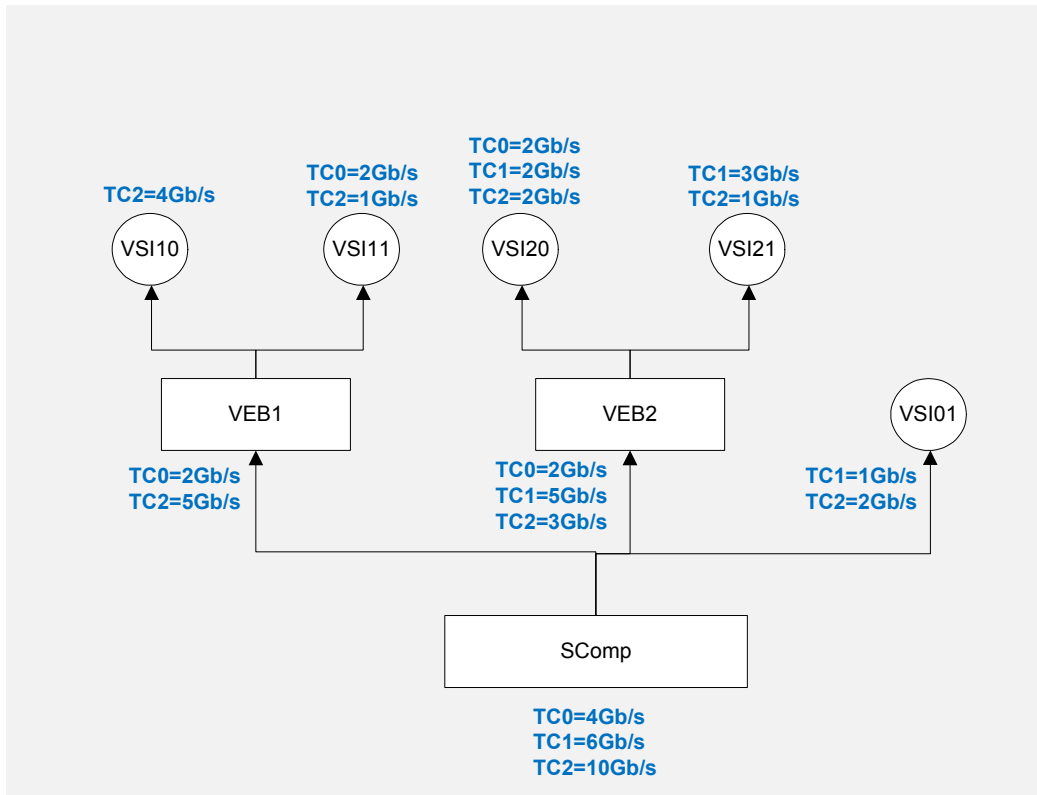 TC2=4Gb/s
TC0=2Gb/s
TC2=1Gb/s
TC0=2Gb/s
TC1=2Gb/s
TC2=2Gb/s
TC1=3Gb/s
TC2=1Gb/s
VSI10
VSI11
VSI20
VSI21
VEB1
VEB2
VSI01
TC0=2Gb/s
TC2=5Gb/s
TC0=2Gb/s
TC1=5Gb/s
TC2=3Gb/s
TC1=1Gb/s
TC2=2Gb/s
SComp
TC0=4Gb/s
TC1=6Gb/s
TC2=10Gb/s